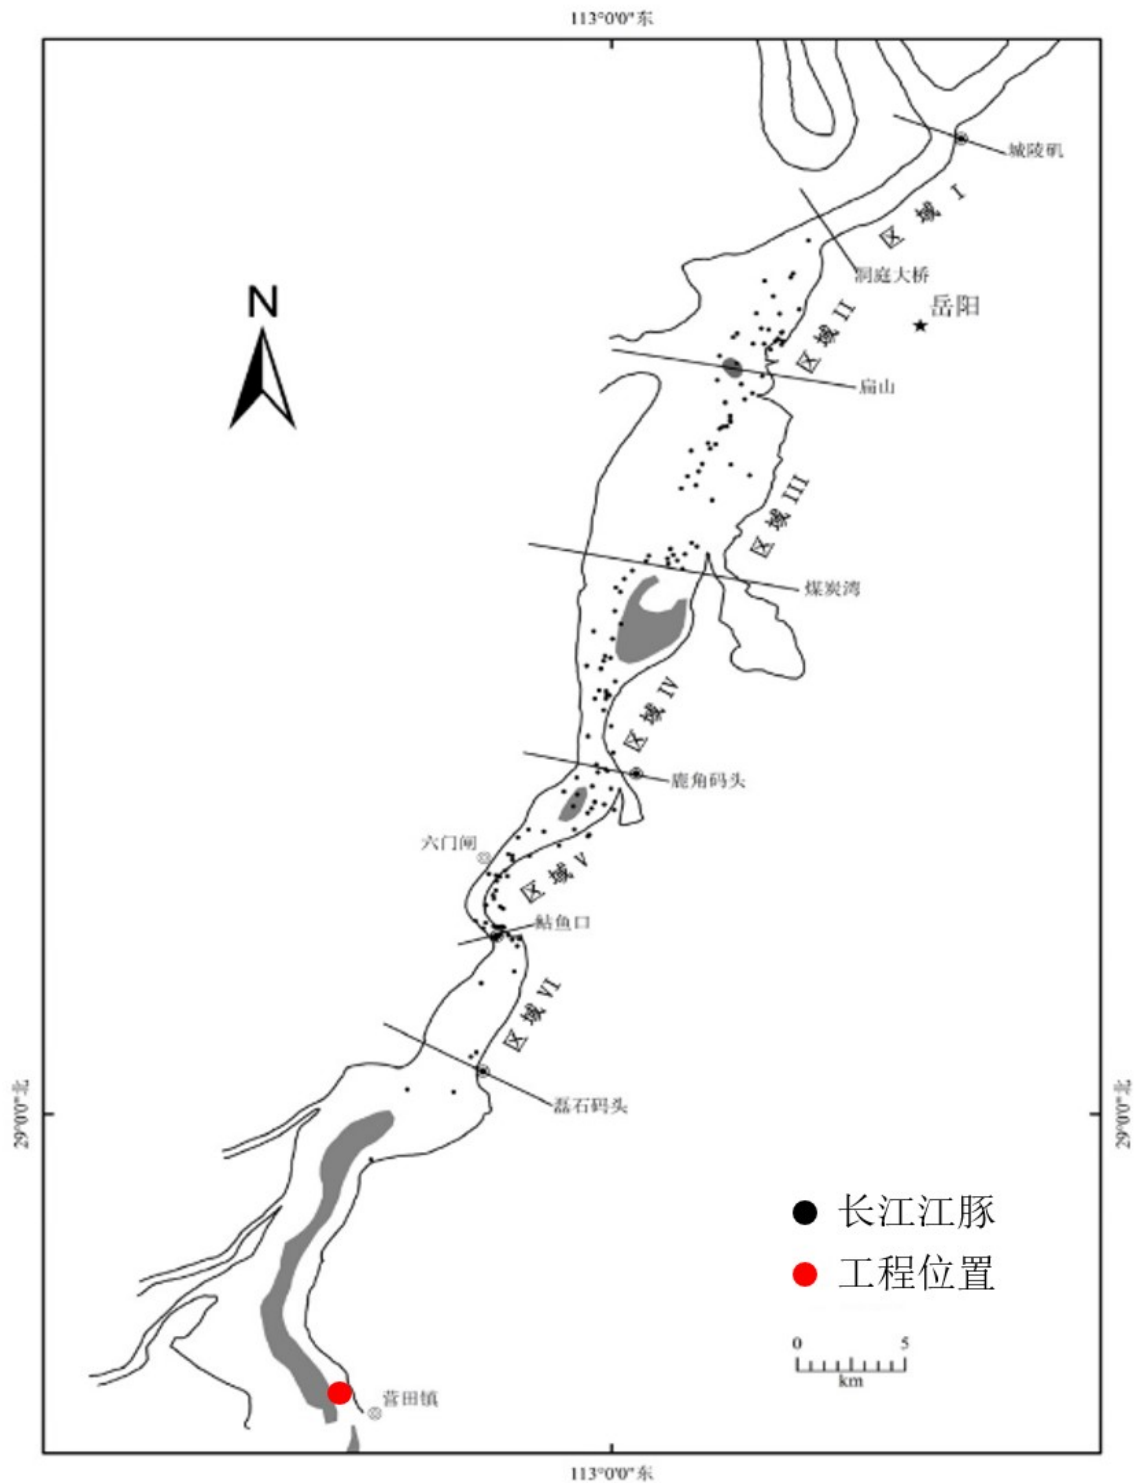 113°0'0"东
城陵矶
区域 I
洞庭大桥
N
岳阳
区域 II
扁山
区域 III
煤炭湾
区域 IV
鹿角码头
六门闸
区域 V
鲇鱼口
区域 VI
磊石码头
29°0'0"北
29°0'0"北
长江江豚
工程位置
0 5
km
营田镇
113°0'0"东